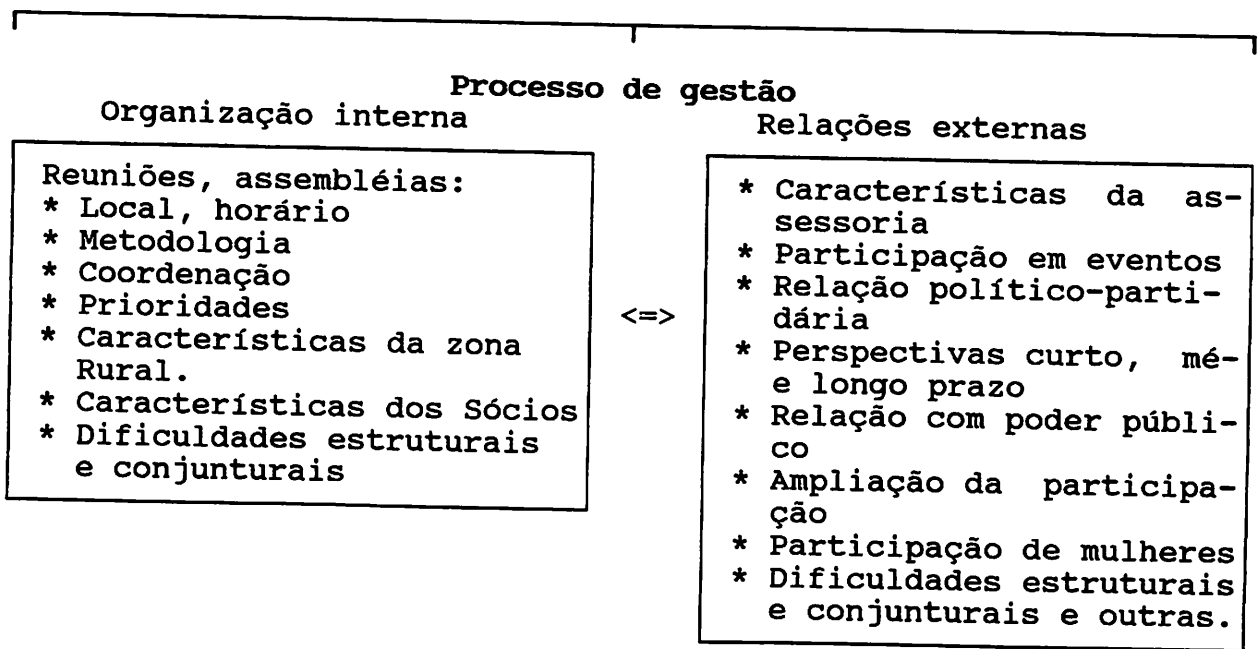 Processo de gestão
Organização interna
Relações externas
Reuniões, assembléias:
* Local, horário
* Metodologia
* Coordenação
* Prioridades
* Características da zona
Rural.
* Características dos Sócios
* Dificuldades estruturais
e conjunturais
<=>
* Características da as-
sessoria
* Participação em eventos
* Relação político-parti-
dária
* Perspectivas curto, mé-
e longo prazo
* Relação com poder públi-
co
* Ampliação da participa-
ção
* Participação de mulheres
* Dificuldades estruturais
e conjunturais e outras.